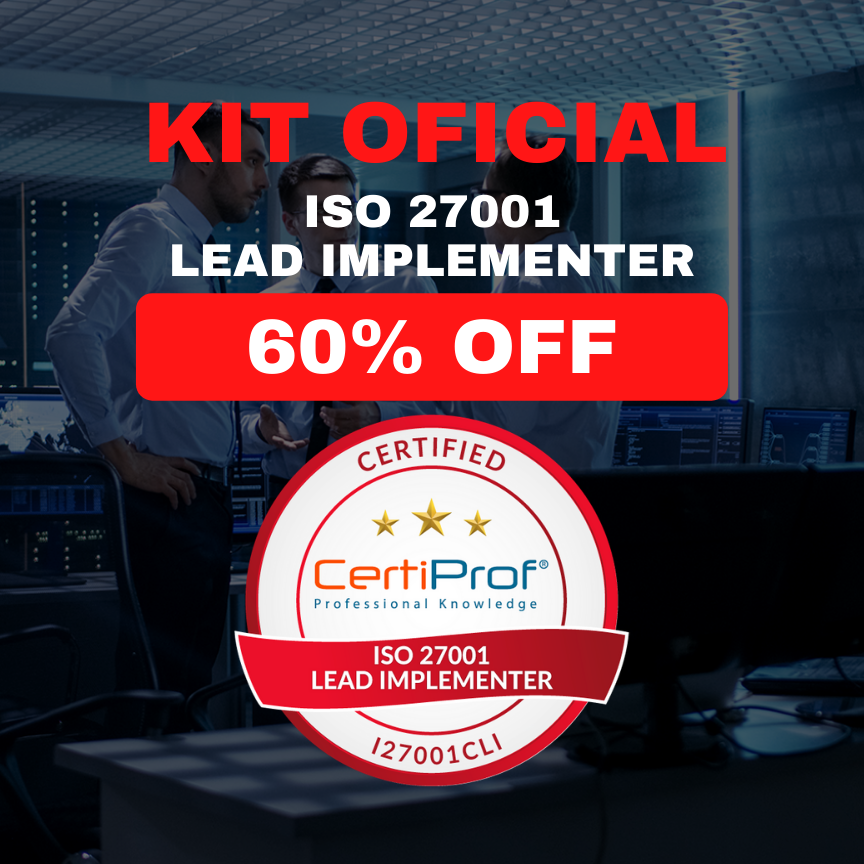 KIT OFICIAL
ISO 27001
LEAD IMPLEMENTER
60% OFF
CERTIFIED
CertiProf®
Professional Knowledge
ISO 27001
LEAD IMPLEMENTER
I27001CLI